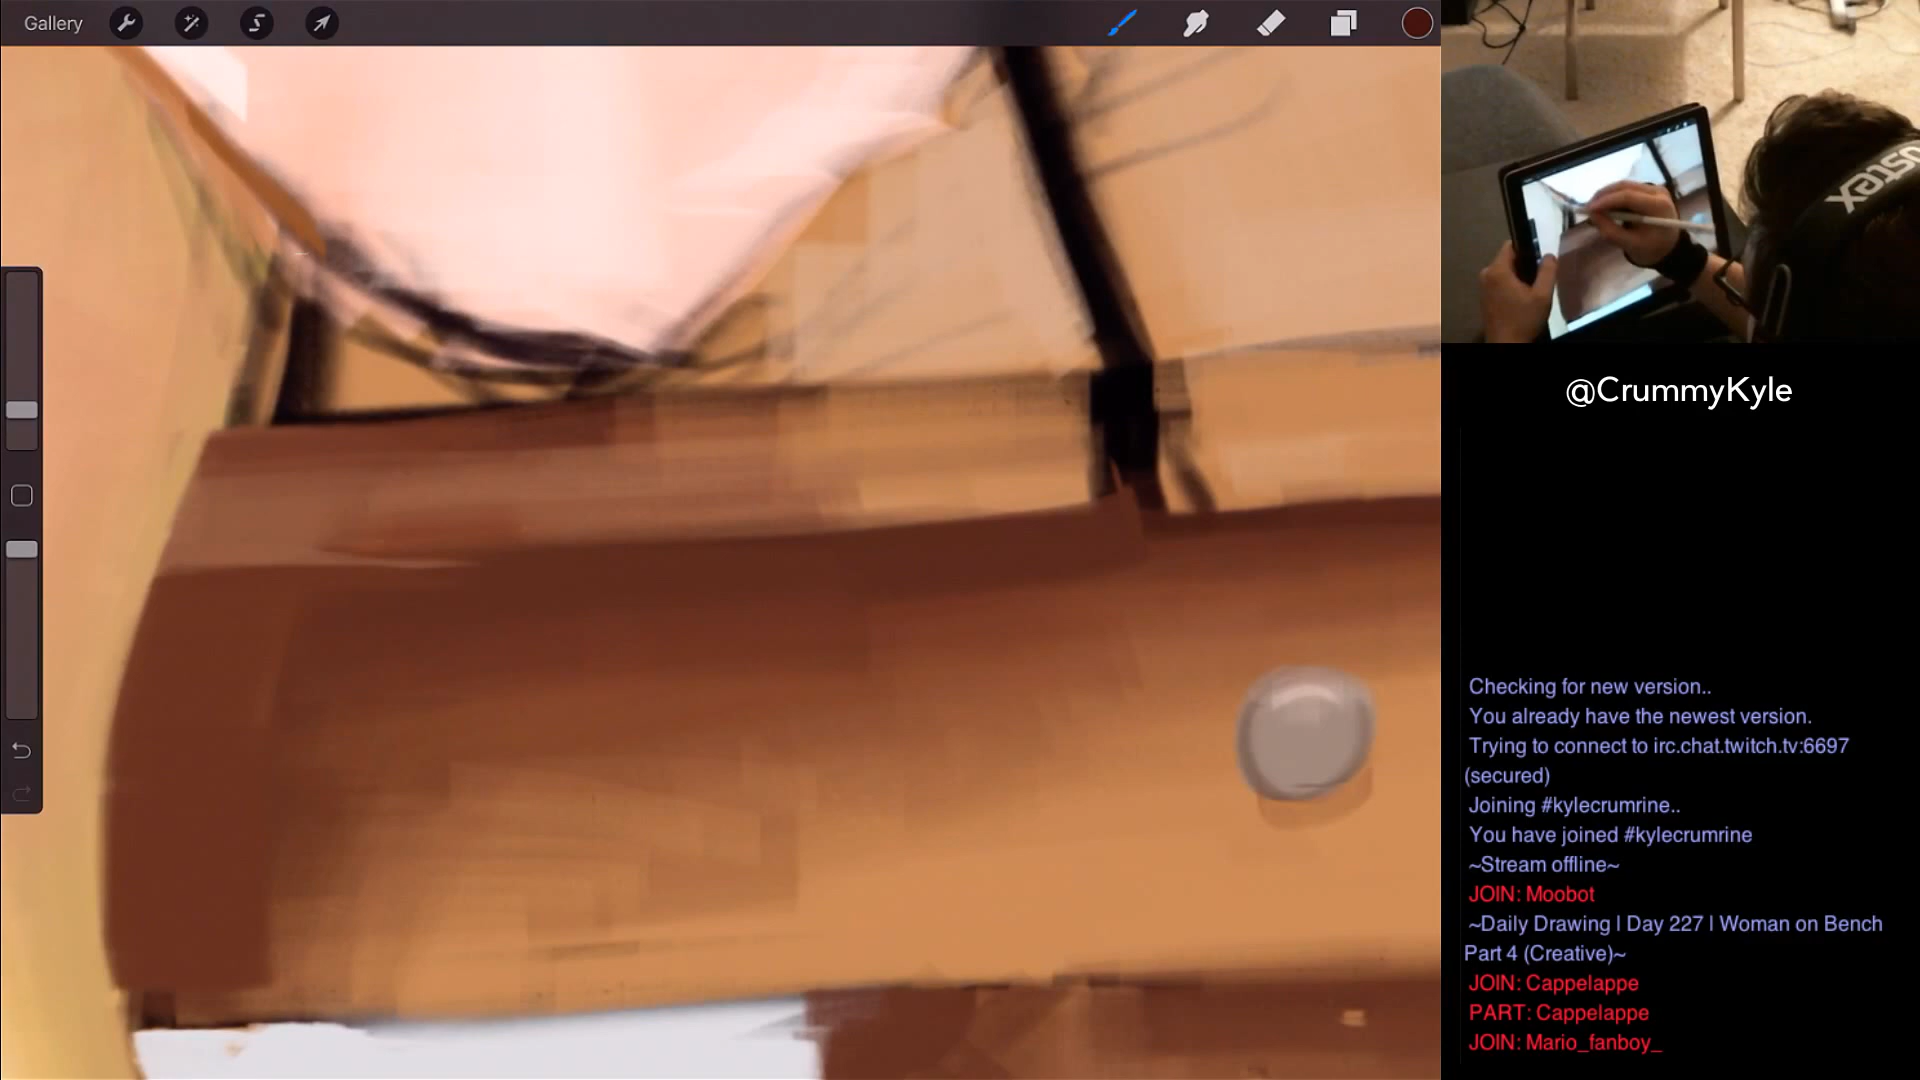 Gallery
@CrummyKyle
Checking for new version..
You already have the newest version.
Trying to connect to irc.chat.twitch.tv:6697
(secured)
Joining #kylecrumrine..
You have joined #kylecrumrine
~Stream offline~
JOIN: Moobot
~Daily Drawing | Day 227 | Woman on Bench
Part 4 (Creative)~
JOIN: Cappelappe
PART: Cappelappe
JOIN: Mario_fanboy_